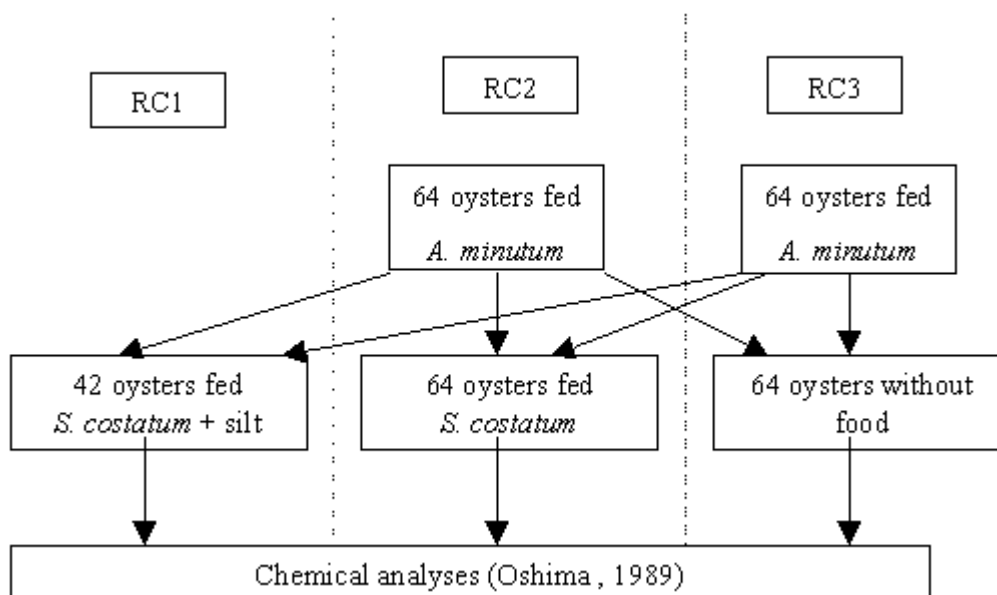 RC1
RC2
RC3
64 oysters fed
A. minutum
64 oysters fed
A. minutum
42 oysters fed
S. costatum + silt
64 oysters fed
S. costatum
64 oysters without
food
Chemical analyses (Oshima , 1989)